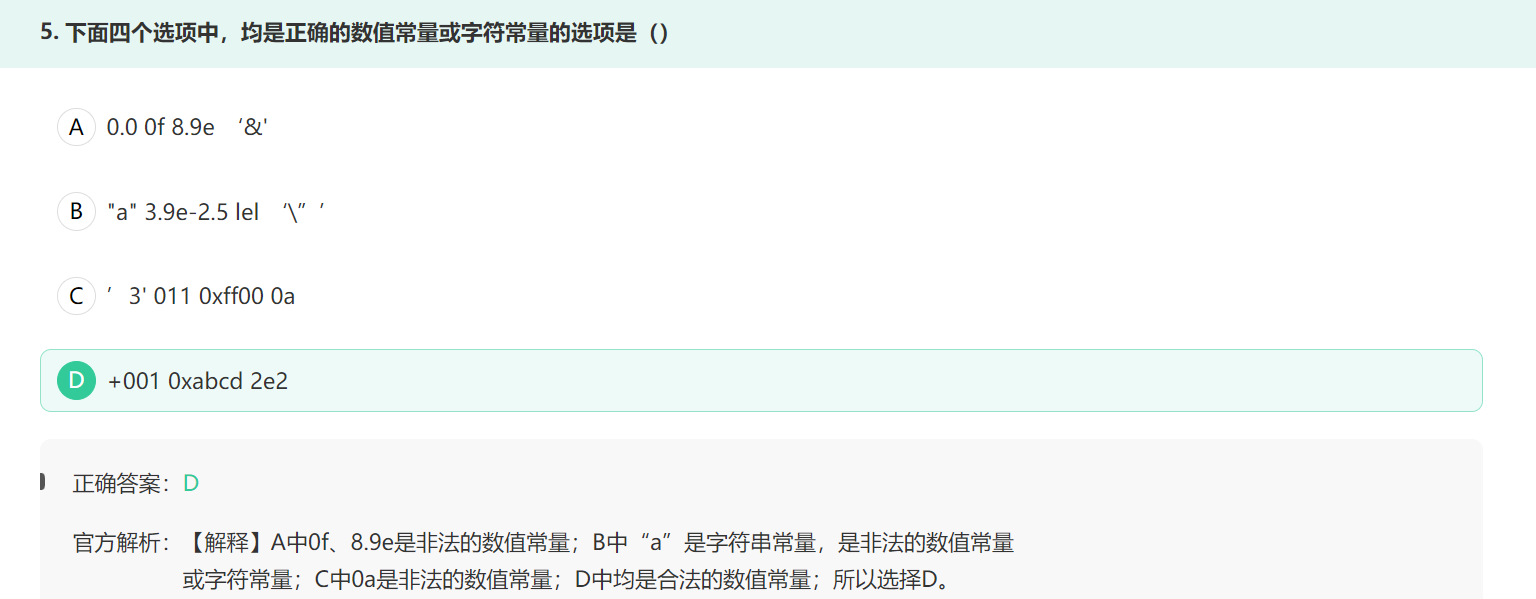 5. 下面四个选项中，均是正确的数值常量或字符常量的选项是（）
A 0.0 0f 8.9e ‘&'
B "a" 3.9e-2.5 lel ‘\”’
C ’3' 011 0xff00 0a
D +001 0xabcd 2e2
正确答案：D
官方解析：【解释】A中0f、8.9e是非法的数值常量；B中“a”是字符串常量，是非法的数值常量
或字符常量；C中0a是非法的数值常量；D中均是合法的数值常量；所以选择D。